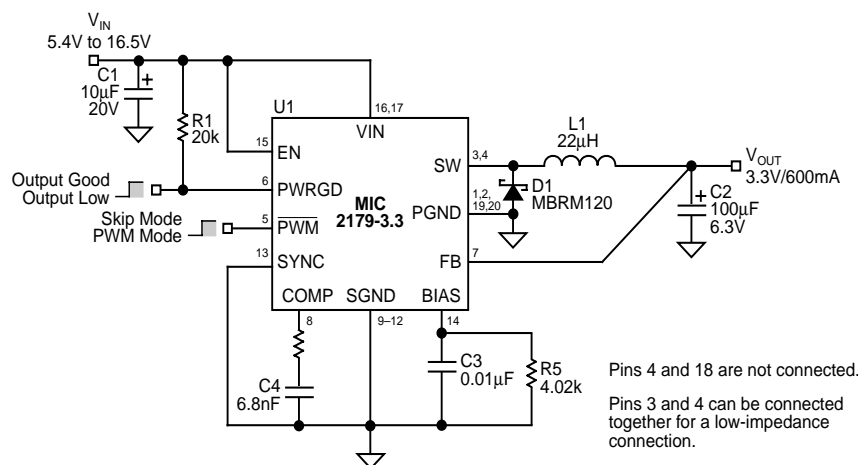 VIN
5.4V to 16.5V
C1
10µF
20V
R1
20k
U1
16,17
VIN
15
EN
6
PWRGD
Output Good
Output Low
Skip Mode
PWM Mode
5
PWM
13
SYNC
MIC
2179-3.3
SW
3,4
L1
22µH
VOUT
3.3V/600mA
D1
MBRM120
PGND
1,2,
19,20
C2
100µF
6.3V
FB
7
COMP
8
SGND
9–12
BIAS
14
C4
6.8nF
C3
0.01µF
R5
4.02k
Pins 4 and 18 are not connected.
Pins 3 and 4 can be connected
together for a low-impedance
connection.